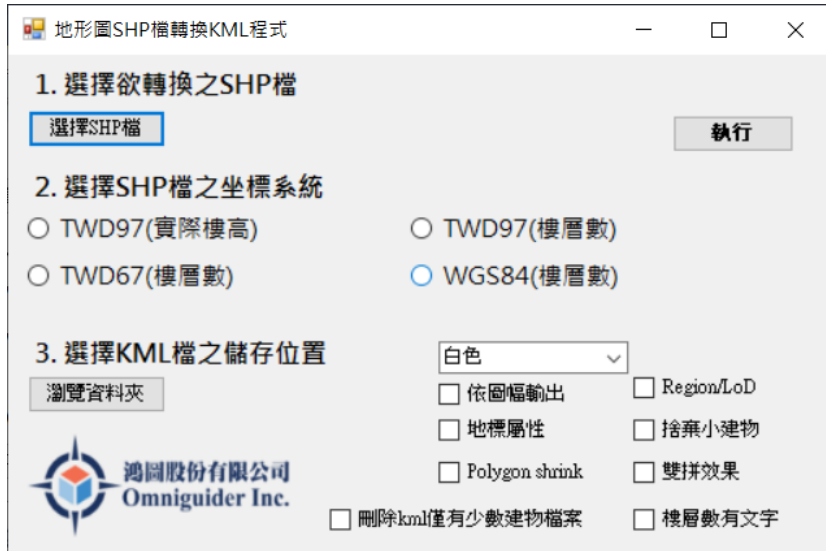 地形圖SHP檔轉換KML程式
1. 選擇欲轉換之SHP檔
選擇SHP檔
執行
2. 選擇SHP檔之坐標系統
TWD97(實際樓高)
TWD97(樓層數)
TWD67(樓層數)
WGS84(樓層數)
3. 選擇KML檔之儲存位置
白色
瀏覽資料夾
依圖幅輸出
Region/LoD
地標屬性
捨棄小建物
鴻圖股份有限公司
Omniguider Inc.
Polygon shrink
雙拼效果
刪除kml僅有少數建物檔案
樓層數有文字